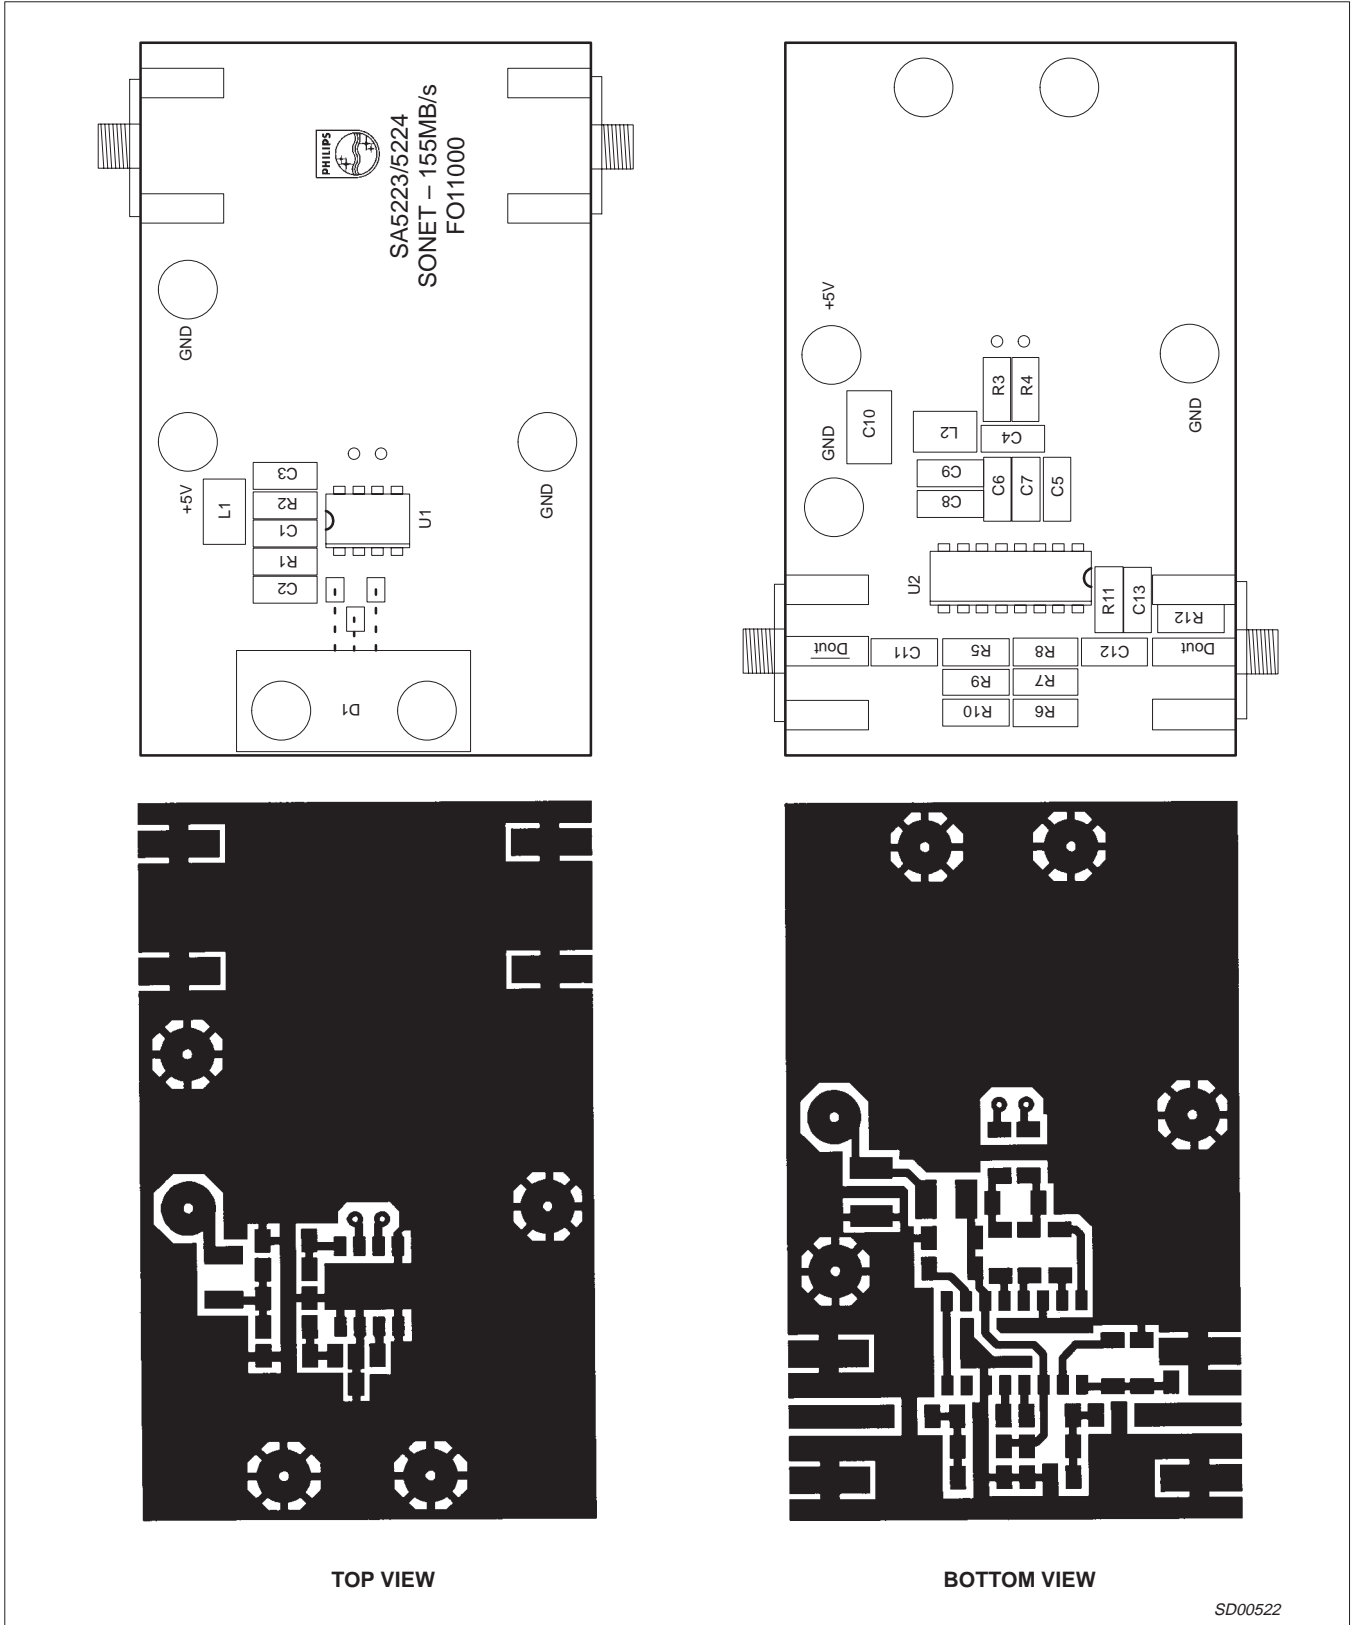 PHILIPS
SA5223/5224
SONET – 155MB/s
FO11000
GND
+5V
GND
L1
C3
R2
C1
R1
C2
U1
D1
+5V
GND
GND
C10
L2
R3
R4
C4
C9
C8
C6
C7
C5
U2
R11
C13
R12
Dout
C11
R5
R8
C12
Dout
R9
R7
R10
R6
TOP VIEW
BOTTOM VIEW
SD00522